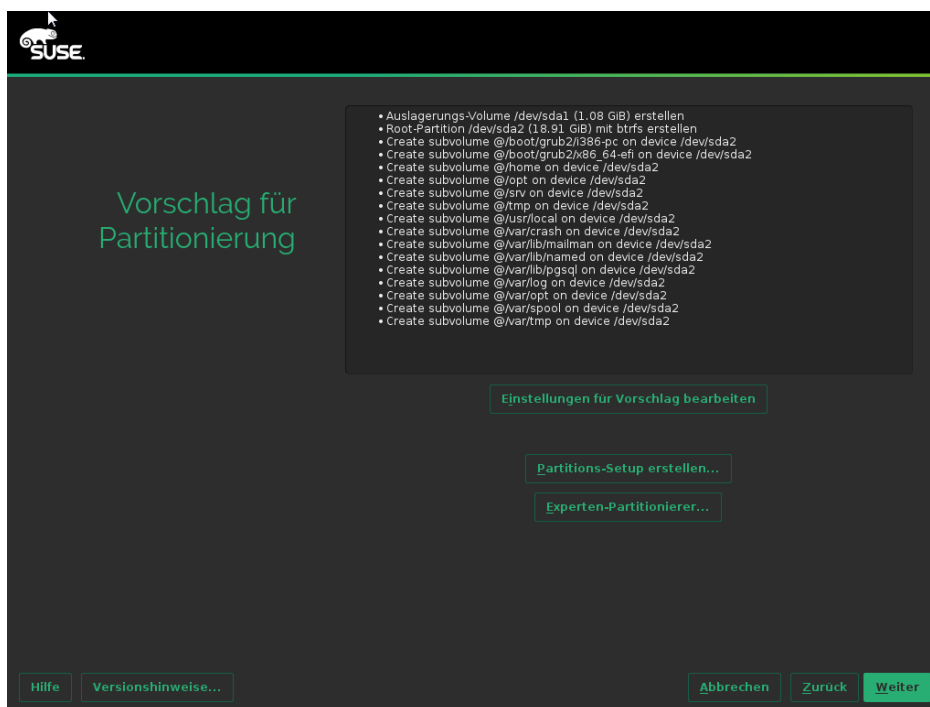 SUSE.
Vorschlag für
Partitionierung
• Auslagerungs-Volume /dev/sda1 (1.08 GiB) erstellen
• Root-Partition /dev/sda2 (18.91 GiB) mit btrfs erstellen
• Create subvolume @/boot/grub2/i386-pc on device /dev/sda2
• Create subvolume @/boot/grub2/x86_64-efi on device /dev/sda2
• Create subvolume @/home on device /dev/sda2
• Create subvolume @/opt on device /dev/sda2
• Create subvolume @/srv on device /dev/sda2
• Create subvolume @/tmp on device /dev/sda2
• Create subvolume @/usr/local on device /dev/sda2
• Create subvolume @/var/crash on device /dev/sda2
• Create subvolume @/var/lib/mailman on device /dev/sda2
• Create subvolume @/var/lib/named on device /dev/sda2
• Create subvolume @/var/lib/pgsql on device /dev/sda2
• Create subvolume @/var/log on device /dev/sda2
• Create subvolume @/var/opt on device /dev/sda2
• Create subvolume @/var/spool on device /dev/sda2
• Create subvolume @/var/tmp on device /dev/sda2
Einstellungen für Vorschlag bearbeiten
Partitions-Setup erstellen...
Experten-Partitionierer...
Hilfe Versionshinweise... Abbrechen Zurück Weiter